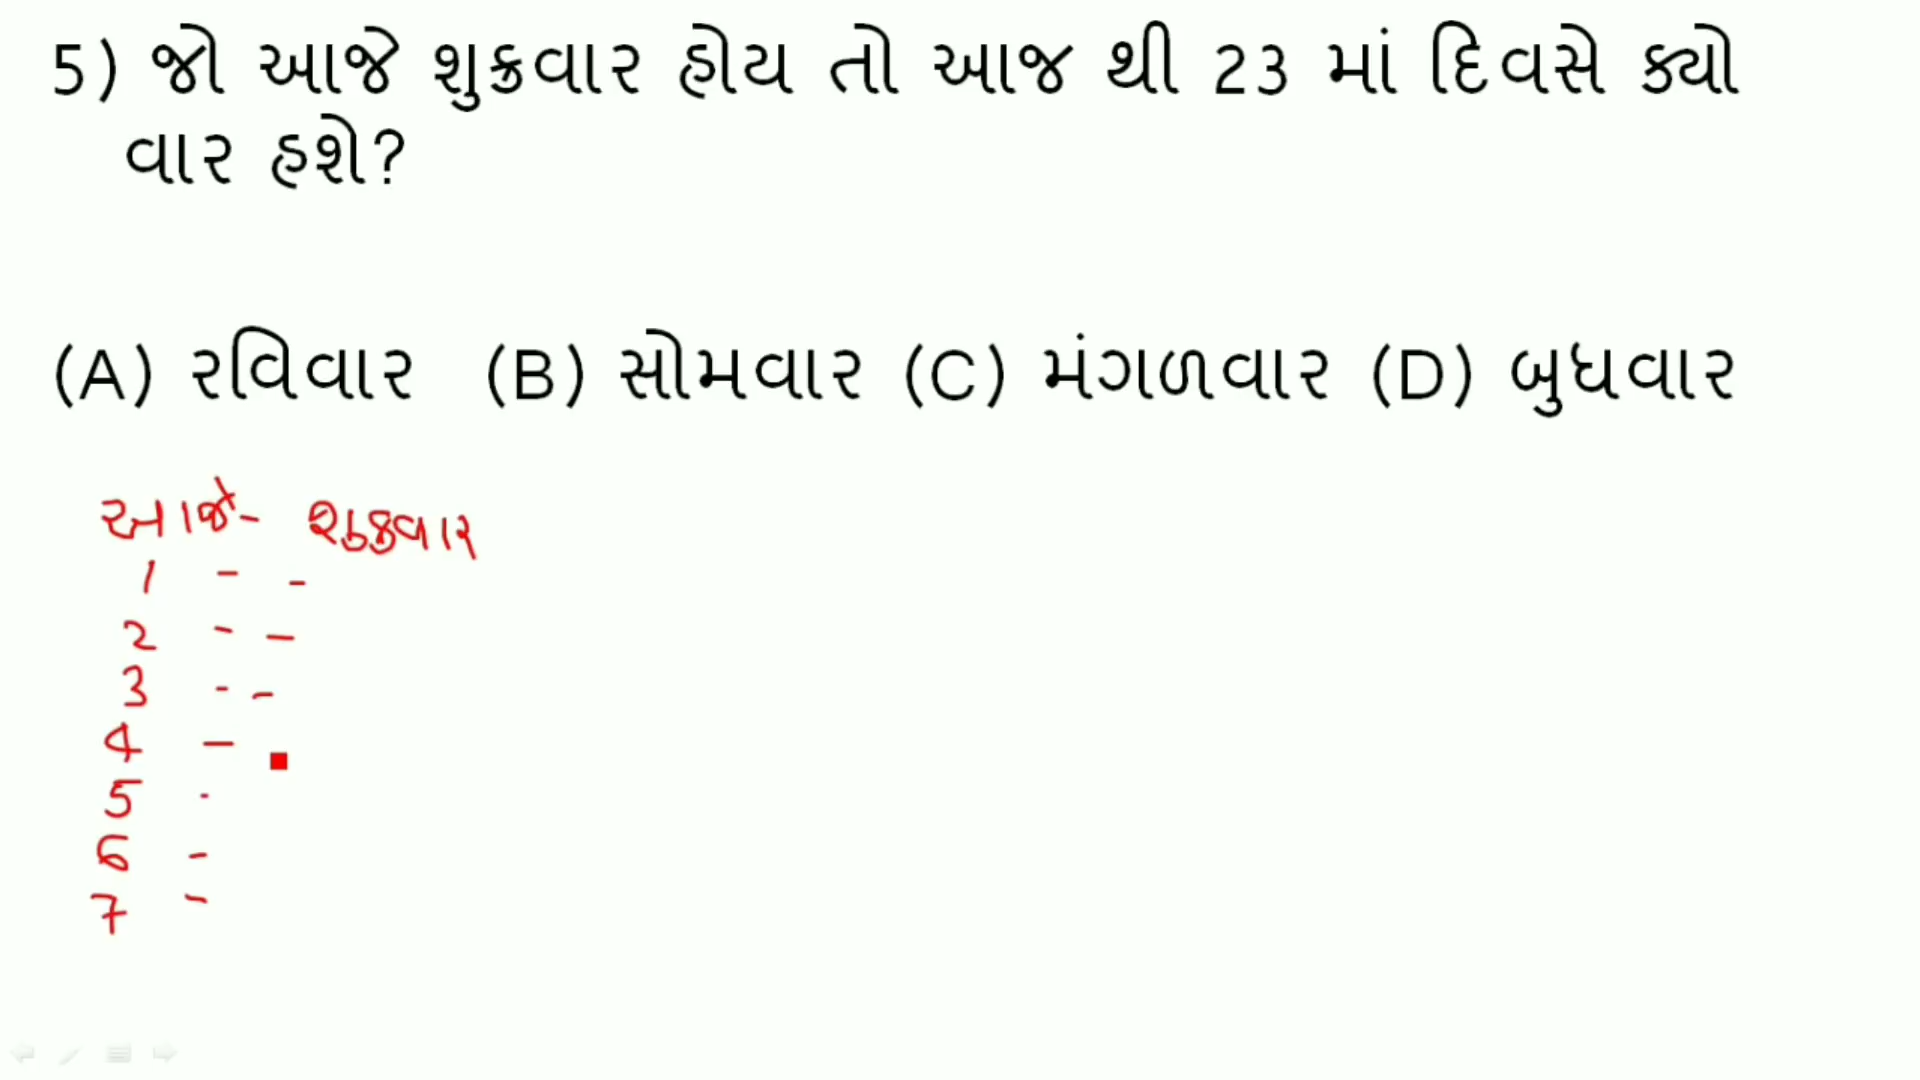 5) જો આજે શુક્રવાર હોય તો આજ થી 23 માં દિવસે ક્યો
વાર હશે?
(A) રવિવાર (B) સોમવાર (C) મંગળવાર (D) બુધવાર
આજે - શુક્રવાર
1 - -
2 - -
3 - -
4 -
5 -
6 -
7 -